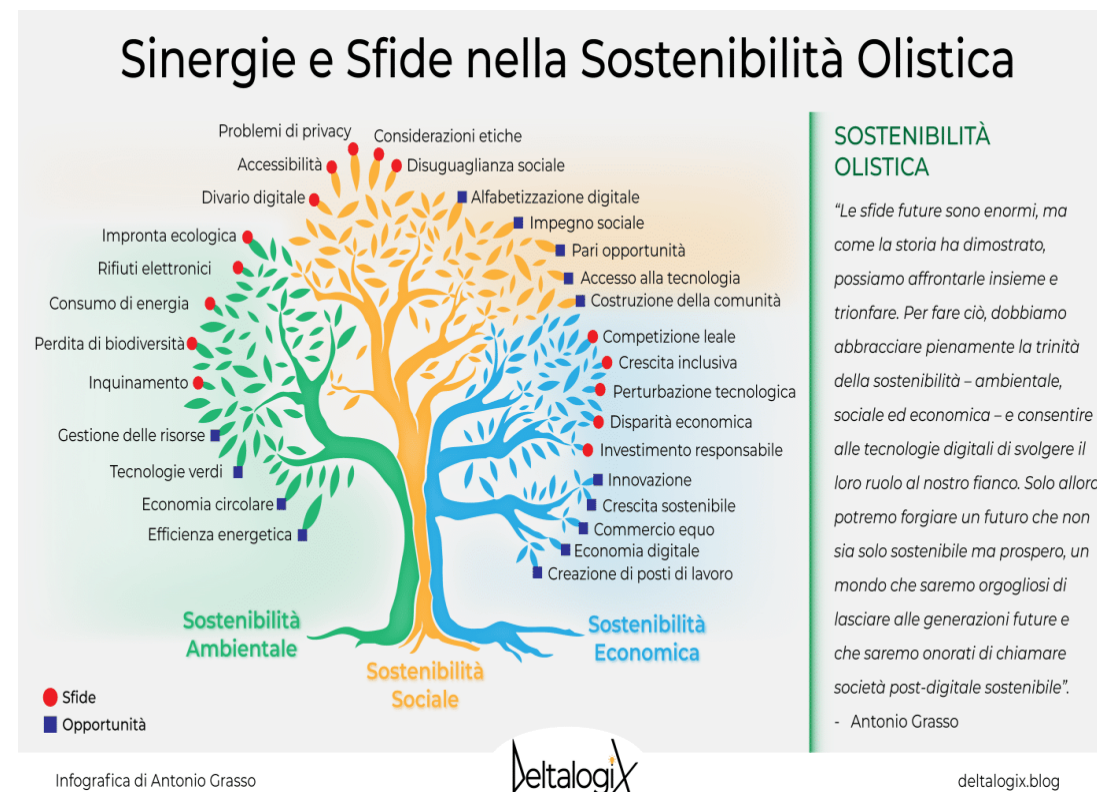 Sinergie e Sfide nella Sostenibilità Olistica
Problemi di privacy
Considerazioni etiche
Accessibilità
Disuguaglianza sociale
Divario digitale
Alfabetizzazione digitale
Impegno sociale
Impronta ecologica
Pari opportunità
Rifiuti elettronici
Accesso alla tecnologia
Consumo di energia
Costruzione della comunità
Perdita di biodiversità
Competizione leale
Crescita inclusiva
Inquinamento
Perturbazione tecnologica
Disparità economica
Gestione delle risorse
Investimento responsabile
Tecnologie verdi
Innovazione
Economia circolare
Crescita sostenibile
Efficienza energetica
Commercio equo
Economia digitale
Creazione di posti di lavoro
Sostenibilità
Ambientale
Sostenibilità
Sociale
Sostenibilità
Economica
Sfide
Opportunità
SOSTENIBILITÀ
OLISTICA
“Le sfide future sono enormi, ma
come la storia ha dimostrato,
possiamo affrontarle insieme e
trionfare. Per fare ciò, dobbiamo
abbracciare pienamente la trinità
della sostenibilità – ambientale,
sociale ed economica – e consentire
alle tecnologie digitali di svolgere il
loro ruolo al nostro fianco. Solo allora
potremo forgiare un futuro che non
sia solo sostenibile ma prospero, un
mondo che saremo orgogliosi di
lasciare alle generazioni future e
che saremo onorati di chiamare
società post-digitale sostenibile”.
- Antonio Grasso
Infografica di Antonio Grasso
DeltalogiX
deltalogix.blog